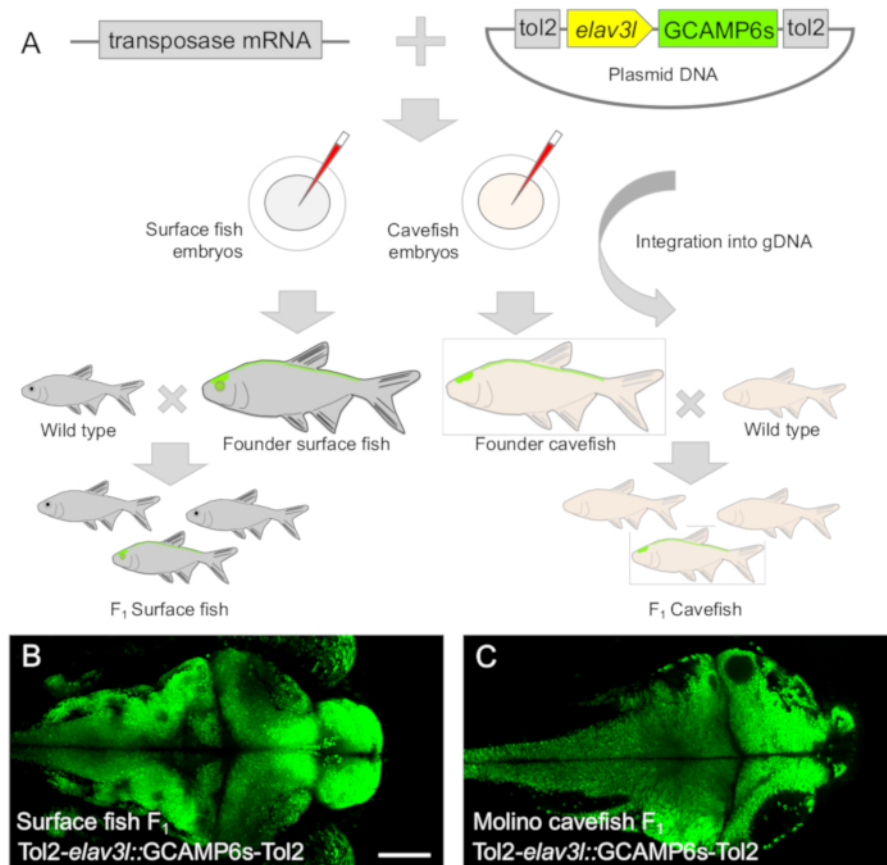 A
transposase mRNA
tol2
elav3l
GCAMP6s
tol2
Plasmid DNA
Surface fish
embryos
Cavefish
embryos
Integration into gDNA
Wild type
Founder surface fish
Founder cavefish
Wild type
F₁ Surface fish
F₁ Cavefish
B
Surface fish F₁
Tol2-elav3l::GCAMP6s-Tol2
C
Molino cavefish F₁
Tol2-elav3l::GCAMP6s-Tol2